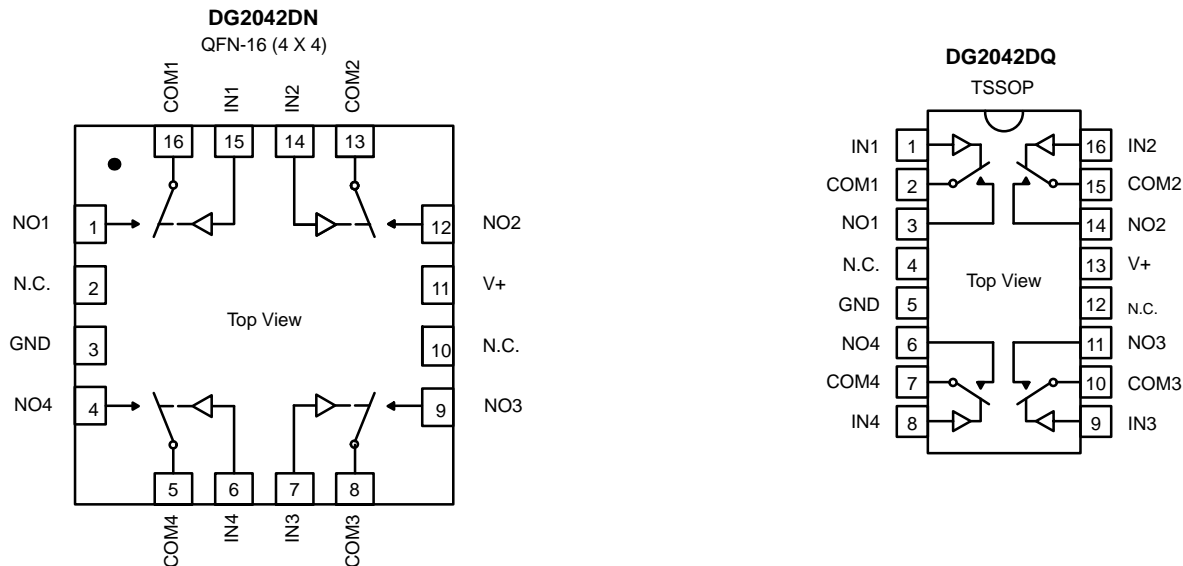 DG2042DN
QFN-16 (4 X 4)
COM1 IN1 IN2 COM2
16 15 14 13
NO1 1 12 NO2
N.C. 2 11 V+
Top View
GND 3 10 N.C.
NO4 4 9 NO3
5 6 7 8
COM4 IN4 IN3 COM3
DG2042DQ
TSSOP
IN1 1 16 IN2
COM1 2 15 COM2
NO1 3 14 NO2
N.C. 4 13 V+
Top View
GND 5 12 N.C.
NO4 6 11 NO3
COM4 7 10 COM3
IN4 8 9 IN3